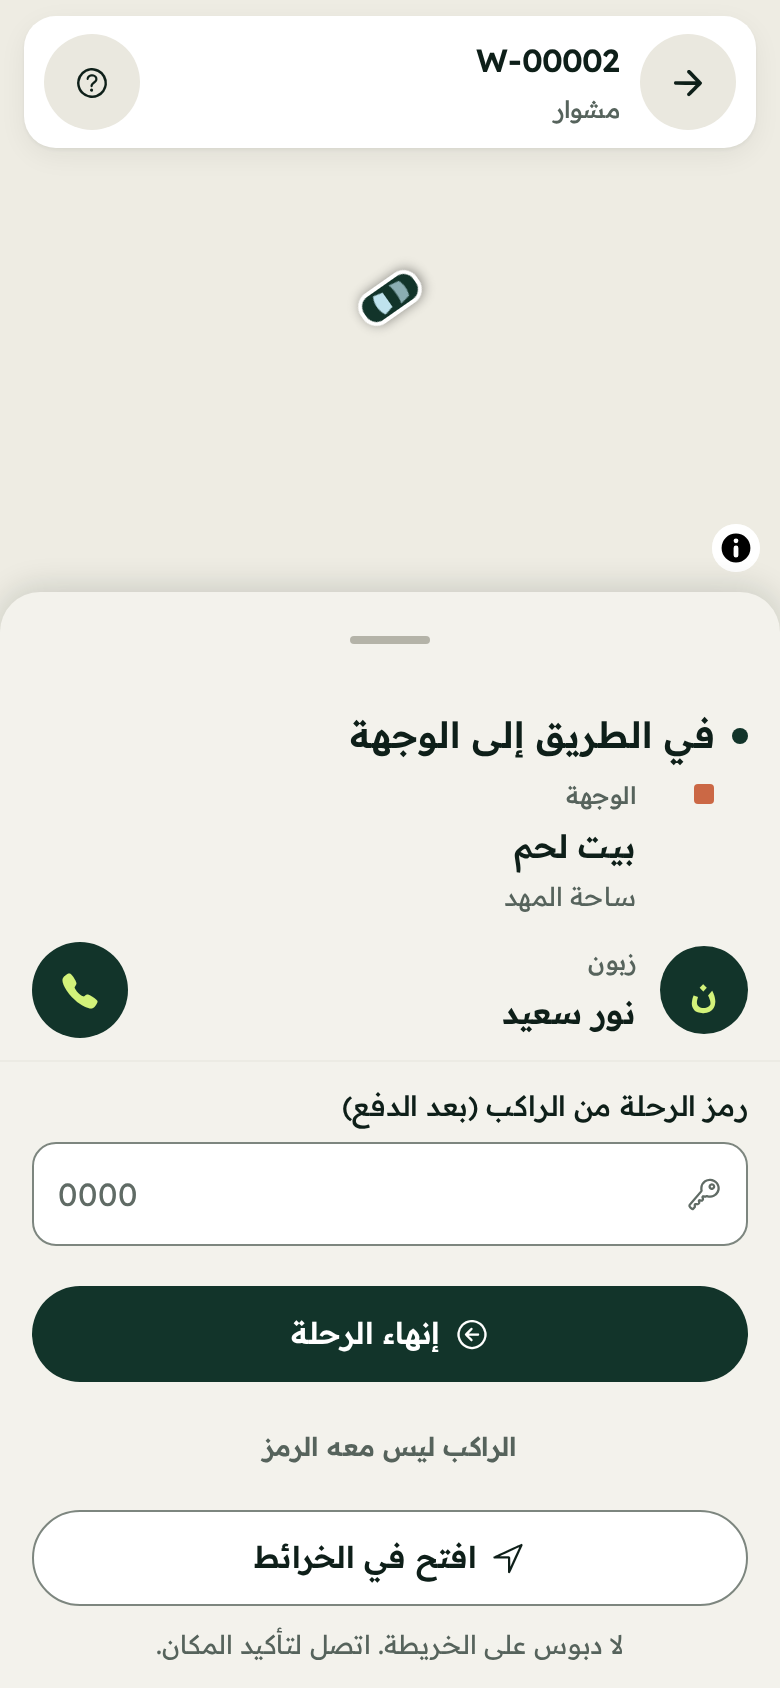 W-00002
مشوار
في الطريق إلى الوجهة
الوجهة
بيت لحم
ساحة المهد
ن
زبون
نور سعيد
رمز الرحلة من الراكب (بعد الدفع)
0000
إنهاء الرحلة
الراكب ليس معه الرمز
افتح في الخرائط
لا دبوس على الخريطة. اتصل لتأكيد المكان.